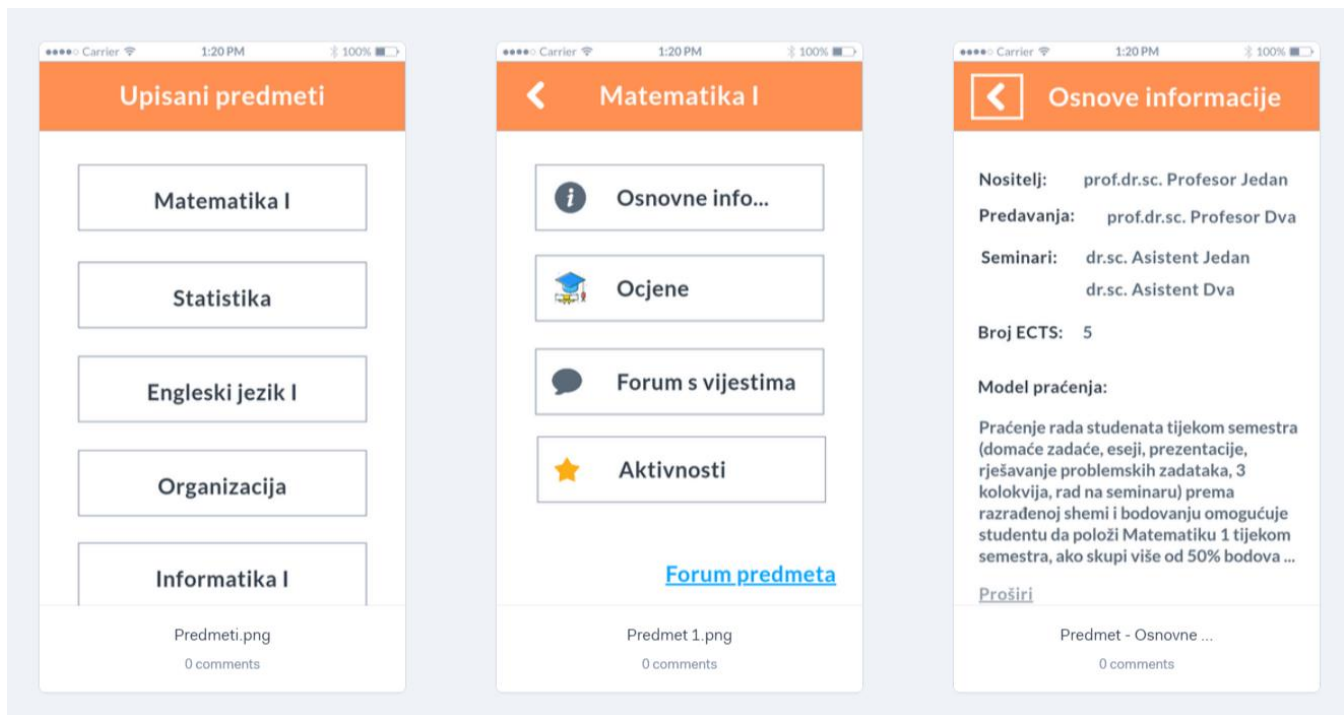 Carrier 1:20 PM 100%
Upisani predmeti
Matematika I
Statistika
Engleski jezik I
Organizacija
Informatika I
Predmeti.png
0 comments
Carrier 1:20 PM 100%
Matematika I
Osnovne info...
Ocjene
Forum s vijestima
Aktivnosti
Forum predmeta
Predmet 1.png
0 comments
Carrier 1:20 PM 100%
Osnove informacije
Nositelj: prof.dr.sc. Profesor Jedan
Predavanja: prof.dr.sc. Profesor Dva
Seminari: dr.sc. Asistent Jedan
dr.sc. Asistent Dva
Broj ECTS: 5
Model praćenja:
Praćenje rada studenata tijekom semestra
(domaće zadaće, eseji, prezentacije,
rješavanje problemskih zadataka, 3
kolokvija, rad na seminaru) prema
razrađenoj shemi i bodovanju omogućuje
studentu da položi Matematiku 1 tijekom
semestra, ako skupi više od 50% bodova ...
Proširi
Predmet - Osnovne ...
0 comments